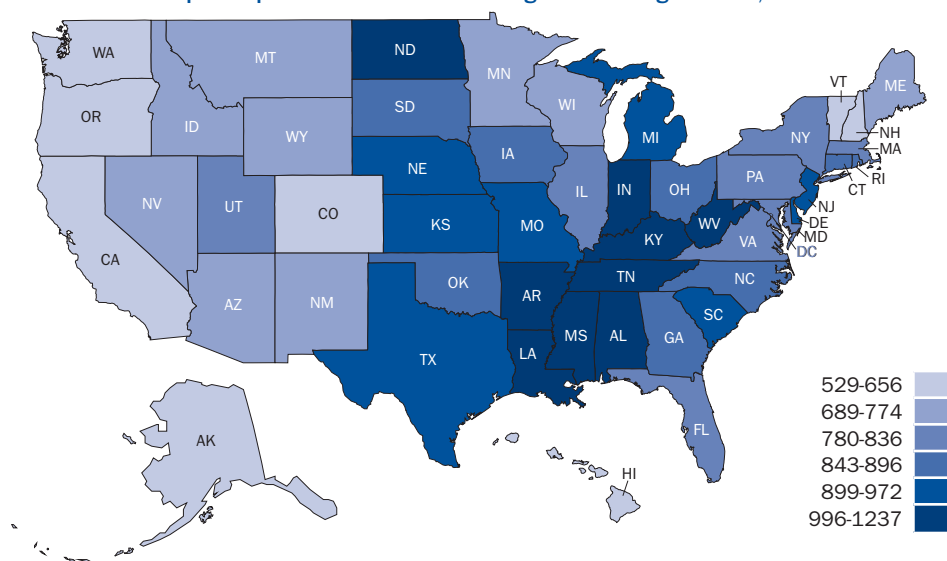 WA
MT
ND
MN
VT
ME
OR
ID
SD
WI
WY
MI
NY
NH
MA
IA
NE
PA
RI
CT
NV
UT
CO
IL
IN
OH
NJ
KS
MO
WV
DE
MD
CA
KY
VA
DC
OK
TN
NC
AZ
NM
AR
SC
MS
AL
GA
LA
TX
529-656
689-774
FL
780-836
AK
843-896
HI
899-972
996-1237